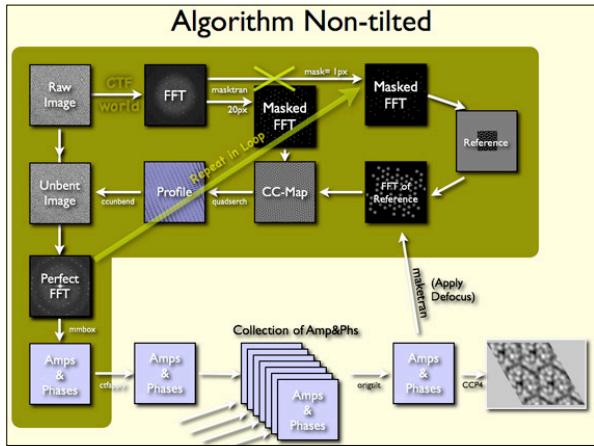 Algorithm Non-tilted
Raw
Image
CTF
world
FFT
masktran
20px
mask= 1px
Masked
FFT
Masked
FFT
Reference
Repeat in Loop
Unbent
Image
ccunbend
Profile
quadserch
CC-Map
FFT of
Reference
Perfect
FFT
maketran
(Apply
Defocus)
mmbox
Collection of Amp&Phs
Amps
&
Phases
Amps
&
Phases
Amps
&
Phases
origtilt
Amps
&
Phases
CCP4